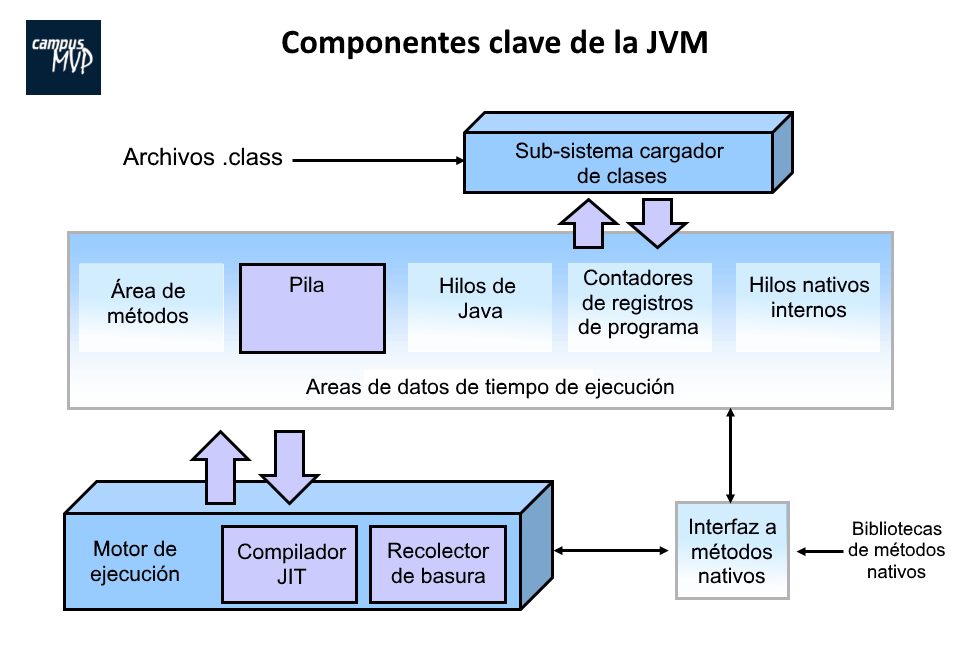 campus
MVP
Componentes clave de la JVM
Archivos .class
Sub-sistema cargador
de clases
Área de
métodos
Pila
Hilos de
Java
Contadores
de registros
de programa
Hilos nativos
internos
Areas de datos de tiempo de ejecución
Motor de
ejecución
Compilador
JIT
Recolector
de basura
Interfaz a
métodos
nativos
Bibliotecas
de métodos
nativos